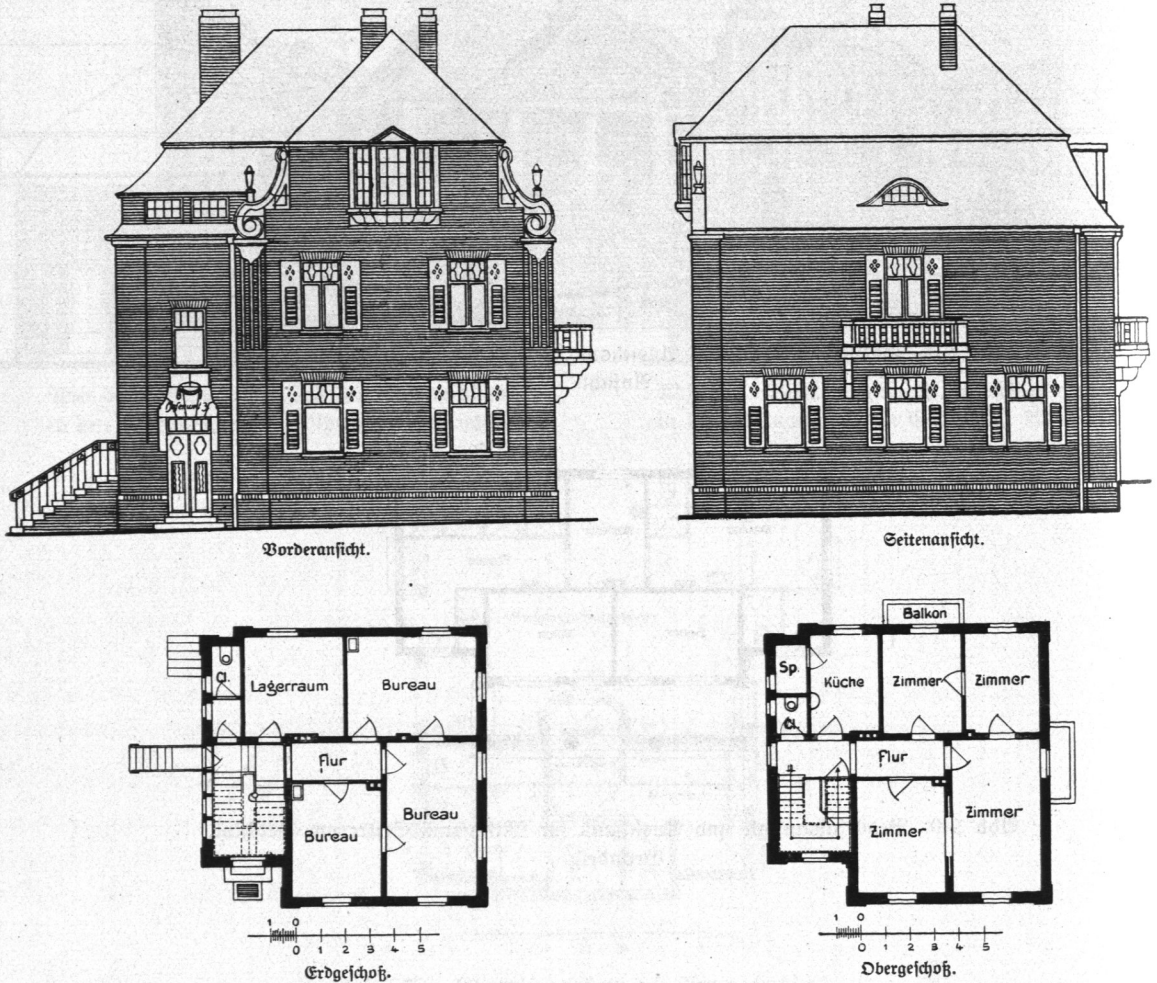 Vorderansicht.
Seitenansicht.
Cl.
Lagerraum
Bureau
Flur
Bureau
Bureau
1 0
0 1 2 3 4 5
Erdgeschoß.
Balkon
Sp.
Küche
Zimmer
Zimmer
Cl.
Flur
Zimmer
Zimmer
1 0
0 1 2 3 4 5
Obergeschoß.